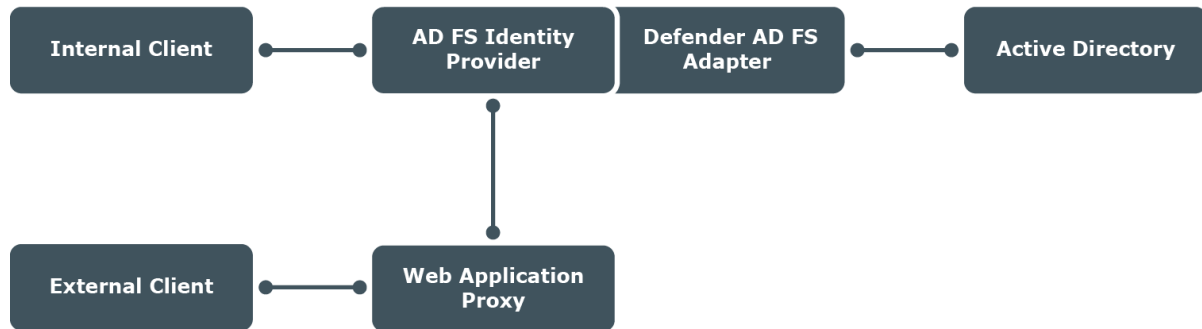 Internal Client
AD FS Identity
Provider
Defender AD FS
Adapter
Active Directory
External Client
Web Application
Proxy